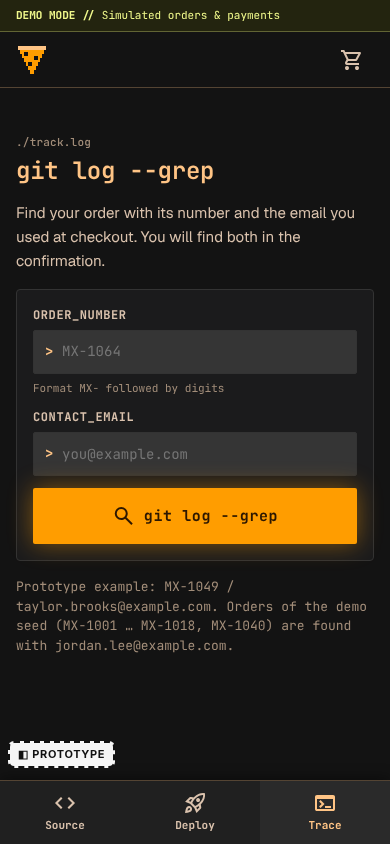 DEMO MODE // Simulated orders & payments
./track.log
git log --grep
Find your order with its number and the email you
used at checkout. You will find both in the
confirmation.
ORDER_NUMBER
> MX-1064
Format MX- followed by digits
CONTACT_EMAIL
> you@example.com
git log --grep
Prototype example: MX-1049 /
taylor.brooks@example.com. Orders of the demo
seed (MX-1001 … MX-1018, MX-1040) are found
with jordan.lee@example.com.
PROTOTYPE
Source Deploy Trace